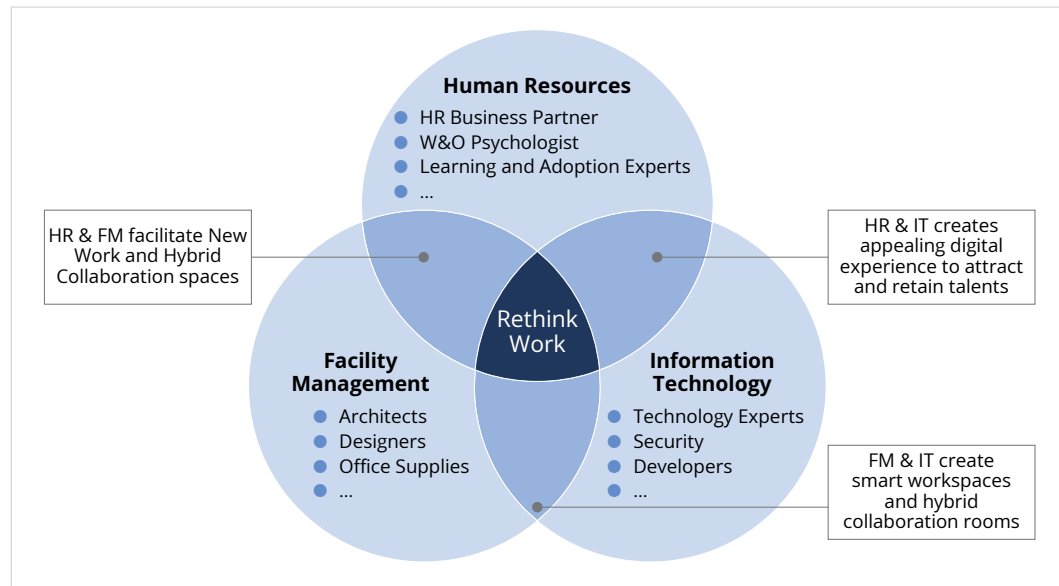 Human Resources
HR Business Partner
W&O Psychologist
Learning and Adoption Experts
...
HR & FM facilitate New
Work and Hybrid
Collaboration spaces
HR & IT creates
appealing digital
experience to attract
and retain talents
Rethink
Work
Facility
Management
Architects
Designers
Office Supplies
...
Information
Technology
Technology Experts
Security
Developers
...
FM & IT create
smart workspaces
and hybrid
collaboration rooms